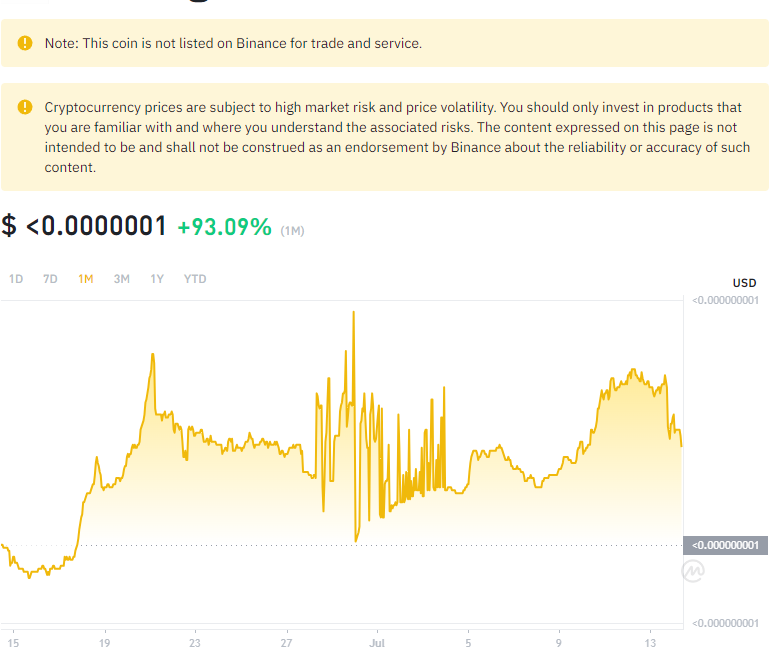 Note: This coin is not listed on Binance for trade and service.
Cryptocurrency prices are subject to high market risk and price volatility. You should only invest in products that
you are familiar with and where you understand the associated risks. The content expressed on this page is not
intended to be and shall not be construed as an endorsement by Binance about the reliability or accuracy of such
content.
$ <0.0000001 +93.09% (1M)
1D 7D 1M 3M 1Y YTD
USD
<0.000000001
<0.000000001
<0.000000001
15 19 23 27 Jul 5 9 13